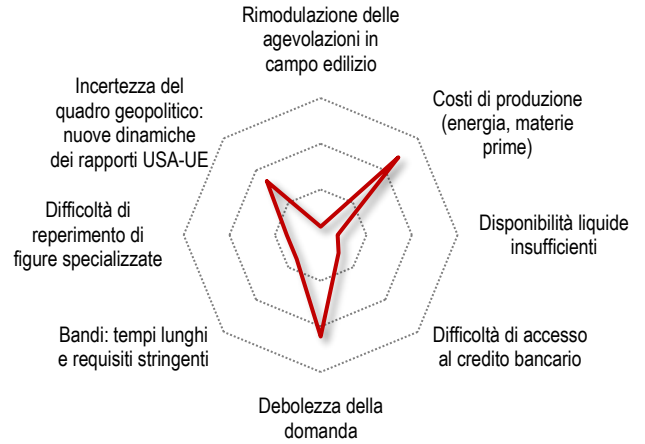 Rimodulazione delle
agevolazioni in
campo edilizio
Costi di produzione
(energia, materie
prime)
Disponibilità liquide
insufficienti
Difficoltà di accesso
al credito bancario
Debolezza della
domanda
Bandi: tempi lunghi
e requisiti stringenti
Difficoltà di
reperimento di
figure specializzate
Incertezza del
quadro geopolitico:
nuove dinamiche
dei rapporti USA-UE